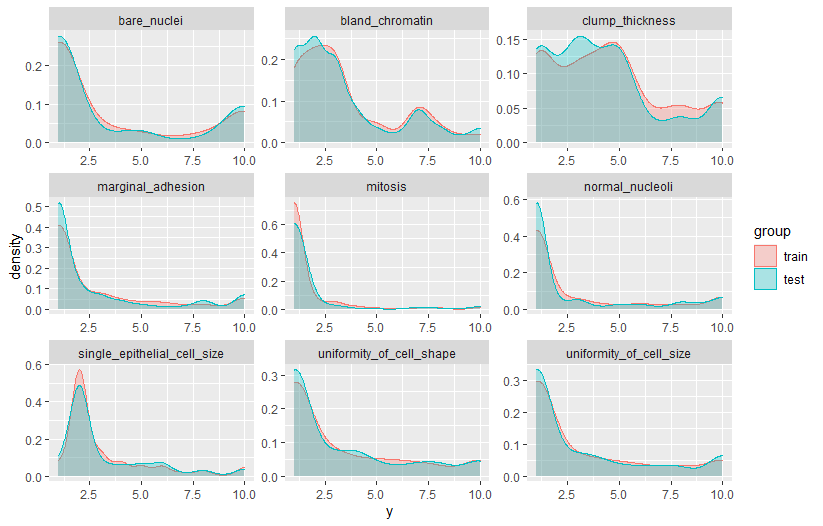 bare_nuclei bland_chromatin clump_thickness
0.2 0.1 0.0
0.2 0.1 0.0
0.15 0.10 0.05 0.00
2.5 5.0 7.5 10.0 2.5 5.0 7.5 10.0 2.5 5.0 7.5 10.0
marginal_adhesion mitosis normal_nucleoli
0.5 0.4 0.3 0.2 0.1 0.0
0.6 0.4 0.2 0.0
0.6 0.4 0.2 0.0
2.5 5.0 7.5 10.0 2.5 5.0 7.5 10.0 2.5 5.0 7.5 10.0
single_epithelial_cell_size uniformity_of_cell_shape uniformity_of_cell_size
0.6 0.4 0.2 0.0
0.3 0.2 0.1 0.0
0.3 0.2 0.1 0.0
2.5 5.0 7.5 10.0 2.5 5.0 7.5 10.0 2.5 5.0 7.5 10.0
density
y
group
train
test